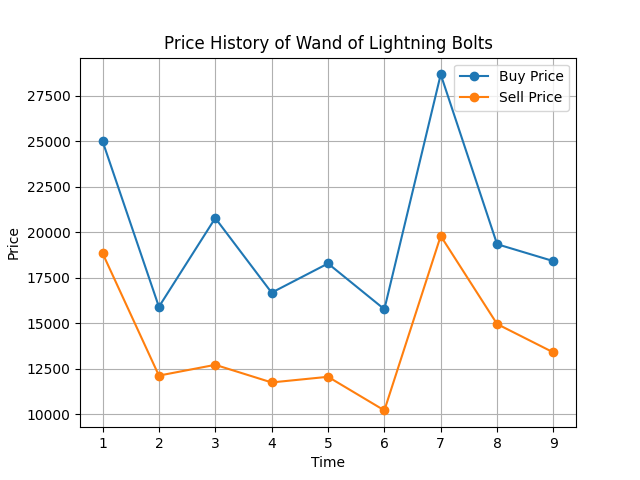 Price History of Wand of Lightning Bolts
Buy Price
Sell Price
27500
25000
22500
20000
17500
15000
12500
10000
Price
1 2 3 4 5 6 7 8 9
Time